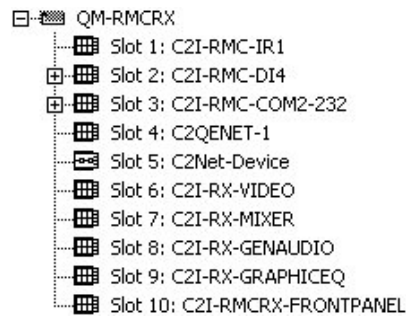 QM-RMCRX
Slot 1: C2I-RMC-IR1
Slot 2: C2I-RMC-DI4
Slot 3: C2I-RMC-COM2-232
Slot 4: C2QENET-1
Slot 5: C2Net-Device
Slot 6: C2I-RX-VIDEO
Slot 7: C2I-RX-MIXER
Slot 8: C2I-RX-GENAUDIO
Slot 9: C2I-RX-GRAPHICEQ
Slot 10: C2I-RMCRX-FRONTPANEL